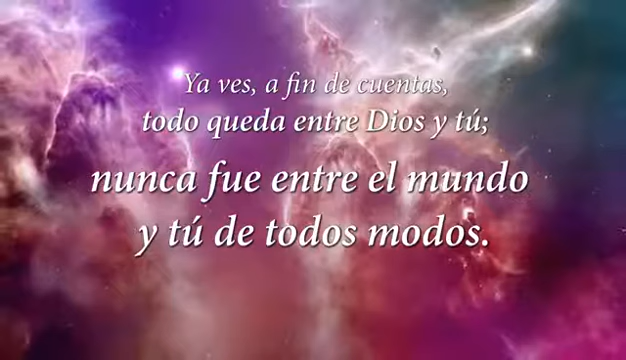 Ya ves, a fin de cuentas,
todo queda entre Dios y tú;
nunca fue entre el mundo
y tú de todos modos.